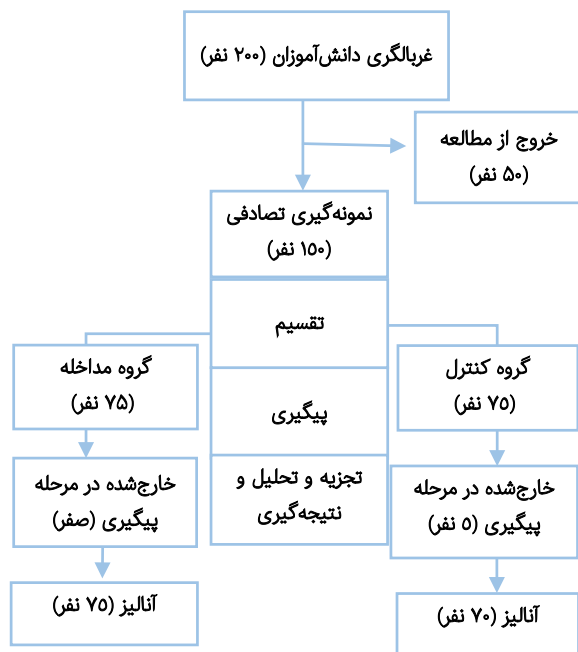 غربالگری دانش‌آموزان (۲۰۰ نفر)
خروج از مطالعه
(۵۰ نفر)
نمونه‌گیری تصادفی
(۱۵۰ نفر)
تقسیم
گروه کنترل
(۷۵ نفر)
گروه مداخله
(۷۵ نفر)
پیگیری
خارج‌شده در مرحله
پیگیری (۵ نفر)
خارج‌شده در مرحله
پیگیری (صفر)
تجزیه و تحلیل و
نتیجه‌گیری
آنالیز (۷۰ نفر)
آنالیز (۷۵ نفر)